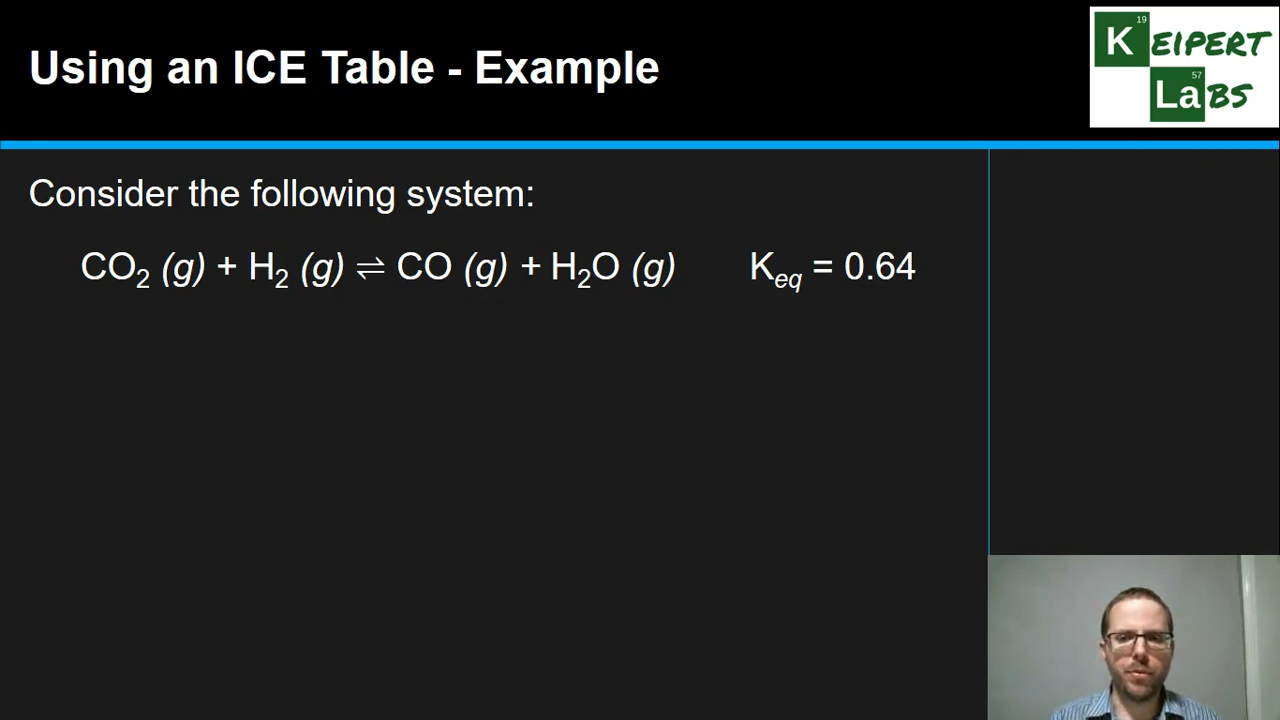 Using an ICE Table - Example
19
KEIPERT
57
LaBS
Consider the following system:
CO₂ (g) + H₂ (g) ⇌ CO (g) + H₂O (g) K_eq = 0.64